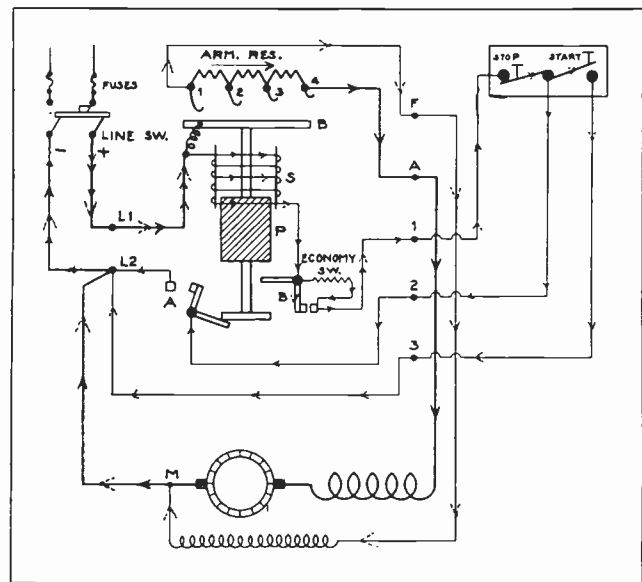 FUSES
ARM. RES.
STOP START
1 2 3 4
LINE SW.
- +
B
F
S
A
L1
P
1
L2
ECONOMY SW.
A
B
2
3
M